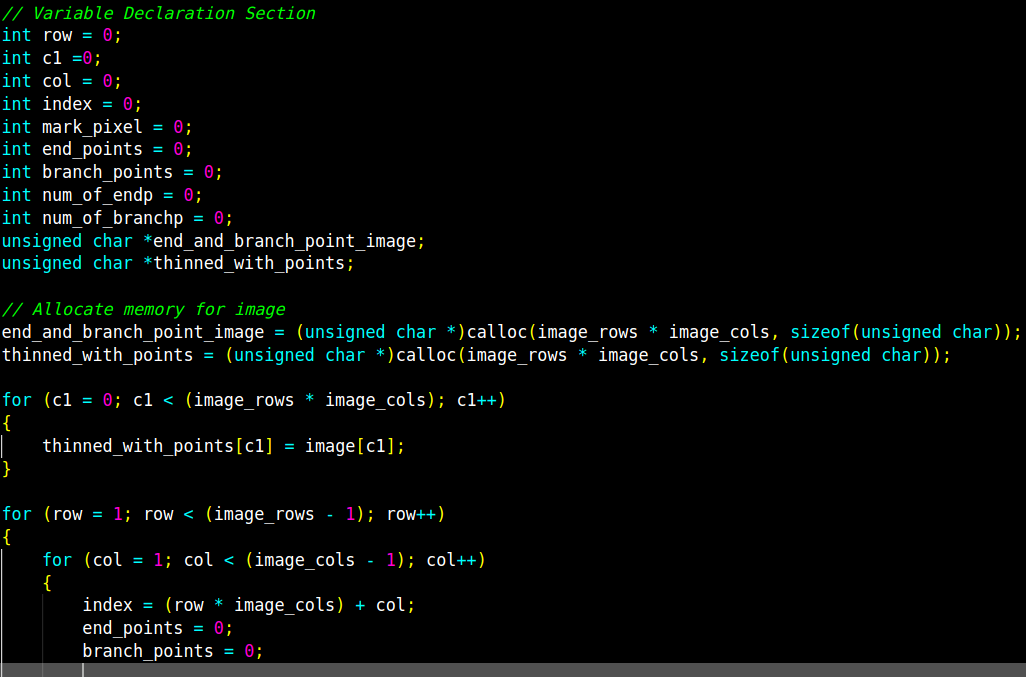 // Variable Declaration Section
int row = 0;
int c1 =0;
int col = 0;
int index = 0;
int mark_pixel = 0;
int end_points = 0;
int branch_points = 0;
int num_of_endp = 0;
int num_of_branchp = 0;
unsigned char *end_and_branch_point_image;
unsigned char *thinned_with_points;

// Allocate memory for image
end_and_branch_point_image = (unsigned char *)calloc(image_rows * image_cols, sizeof(unsigned char));
thinned_with_points = (unsigned char *)calloc(image_rows * image_cols, sizeof(unsigned char));

for (c1 = 0; c1 < (image_rows * image_cols); c1++)
{
    thinned_with_points[c1] = image[c1];
}

for (row = 1; row < (image_rows - 1); row++)
{
    for (col = 1; col < (image_cols - 1); col++)
    {
        index = (row * image_cols) + col;
        end_points = 0;
        branch_points = 0;